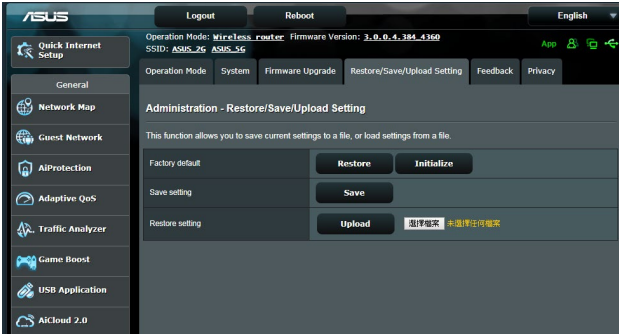 ASUS
Logout
Reboot
English
Quick Internet Setup
Operation Mode: Wireless router Firmware Version: 3.0.0.4.384_4360
SSID: ASUS_2G ASUS_5G
App
Operation Mode
System
Firmware Upgrade
Restore/Save/Upload Setting
Feedback
Privacy
General
Network Map
Guest Network
AiProtection
Adaptive QoS
Traffic Analyzer
Game Boost
USB Application
AiCloud 2.0
Administration - Restore/Save/Upload Setting
This function allows you to save current settings to a file, or load settings from a file.
Factory default
Restore
Initialize
Save setting
Save
Restore setting
Upload
選擇檔案 未選擇任何檔案